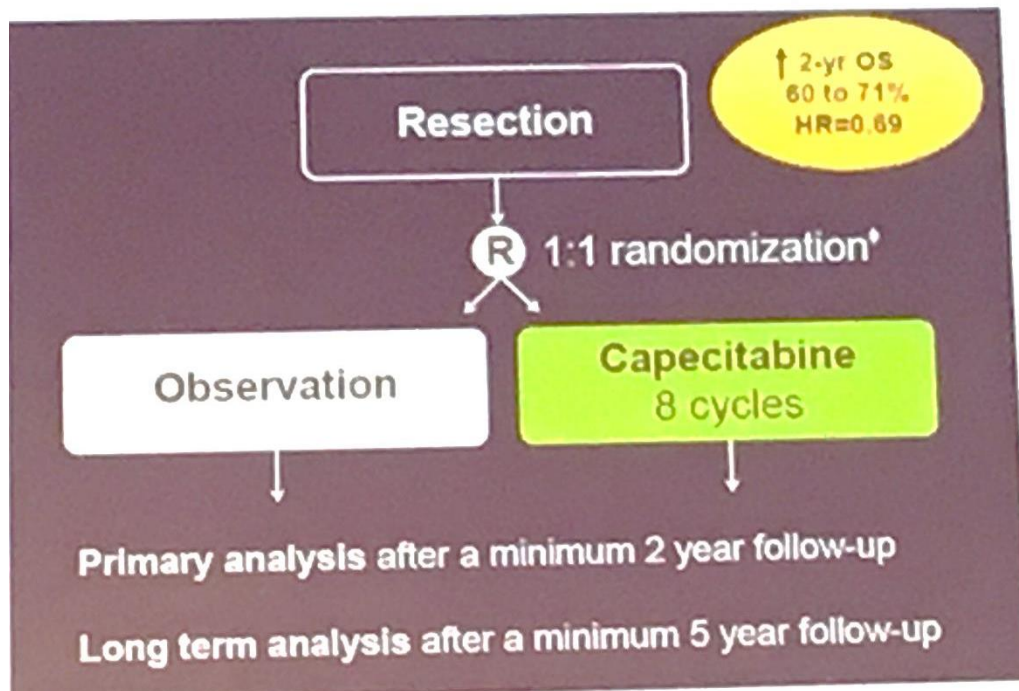 ↑ 2-yr OS
60 to 71%
HR=0.69
Resection
R 1:1 randomization♦
Observation
Capecitabine
8 cycles
Primary analysis after a minimum 2 year follow-up
Long term analysis after a minimum 5 year follow-up